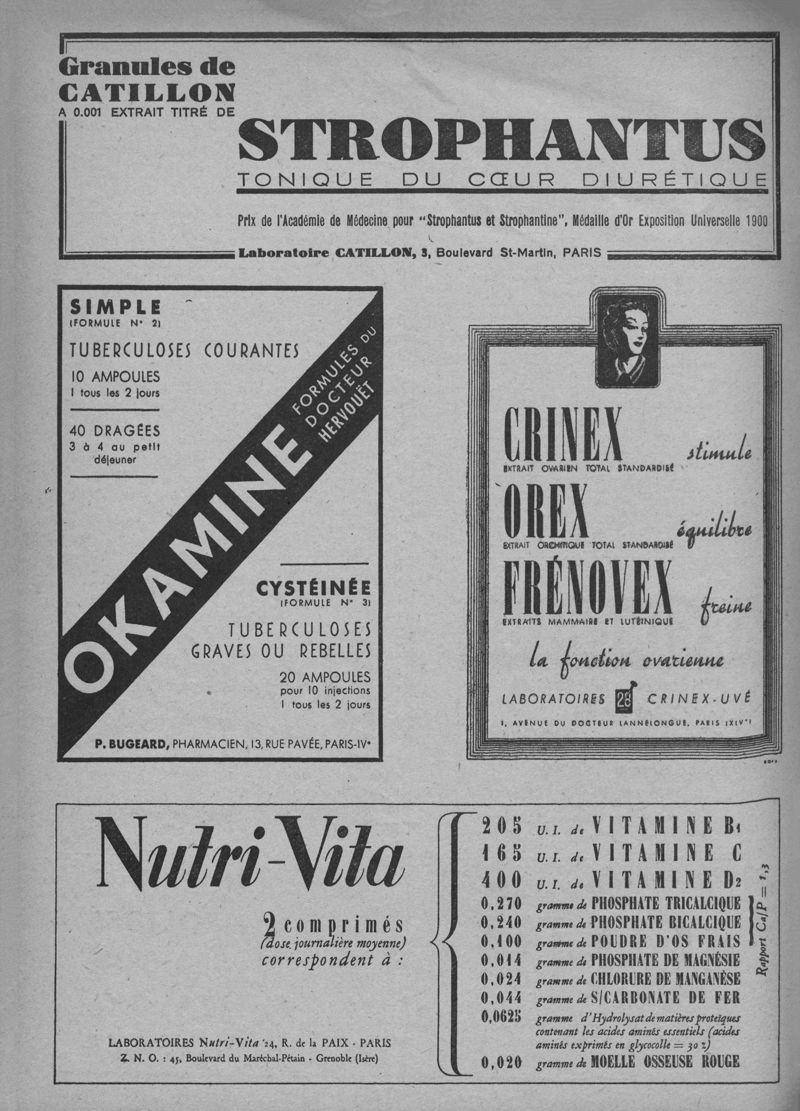 Granules de
CATILLON
A 0.001 EXTRAIT TITRÉ DE
STROPHANTUS
TONIQUE DU CŒUR DIURÉTIQUE
Prix de l'Académie de Médecine pour "Strophantus et Strophantine", Médaille d'Or Exposition Universelle 1900
Laboratoire CATILLON, 3, Boulevard St-Martin, PARIS
SIMPLE
(FORMULE N° 2)
TUBERCULOSES COURANTES
10 AMPOULES
1 tous les 2 jours
40 DRAGÉES
3 à 4 au petit
déjeuner
OKAMINE
FORMULES DU
DOCTEUR
HERVOUËT
CYSTÉINÉE
(FORMULE N° 3)
TUBERCULOSES
GRAVES OU REBELLES
20 AMPOULES
pour 10 injections
1 tous les 2 jours
P. BUGEARD, PHARMACIEN, 13, RUE PAVÉE, PARIS-IVe
CRINEX stimule
EXTRAIT OVARIEN TOTAL STANDARDISÉ
OREX équilibre
EXTRAIT ORCHITIQUE TOTAL STANDARDISÉ
FRÉNOVEX freine
EXTRAITS MAMMAIRE ET LUTÉINIQUE
la fonction ovarienne
LABORATOIRES 28 CRINEX-UVÉ
1, AVENUE DU DOCTEUR LANNELONGUE, PARIS (XIVe)
Nutri-Vita
2 comprimés
(dose journalière moyenne)
correspondent à :
LABORATOIRES Nutri-Vita 24, R. de la PAIX - PARIS
Z. N. O. : 45, Boulevard du Maréchal-Pétain - Grenoble (Isère)
205 U. I. de VITAMINE B1
165 U. I. de VITAMINE C
400 U. I. de VITAMINE D2
0,270 gramme de PHOSPHATE TRICALCIQUE
0,240 gramme de PHOSPHATE BICALCIQUE
0,100 gramme de POUDRE D'OS FRAIS
0,014 gramme de PHOSPHATE DE MAGNÉSIE
0,024 gramme de CHLORURE DE MANGANÈSE
0,044 gramme de S/CARBONATE DE FER
0,0625 gramme d'Hydrolysat de matières protéïques
contenant les acides aminés essentiels (acides
aminés exprimés en glycocolle = 30 %)
0,020 gramme de MOELLE OSSEUSE ROUGE
Rapport Ca/P = 1,3